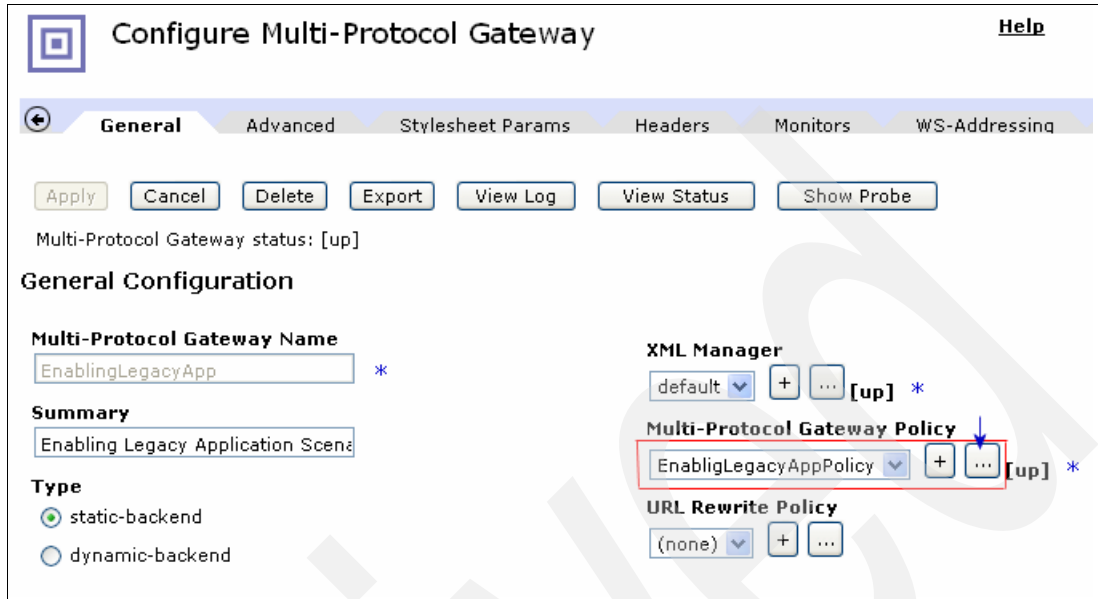 Configure Multi-Protocol Gateway
Help
General Advanced Stylesheet Params Headers Monitors WS-Addressing
Apply Cancel Delete Export View Log View Status Show Probe
Multi-Protocol Gateway status: [up]
General Configuration
Multi-Protocol Gateway Name
EnablingLegacyApp *
Summary
Enabling Legacy Application Scena
Type
static-backend
dynamic-backend
XML Manager
default + ... [up] *
Multi-Protocol Gateway Policy
EnabligLegacyAppPolicy + ... [up] *
URL Rewrite Policy
(none) + ...